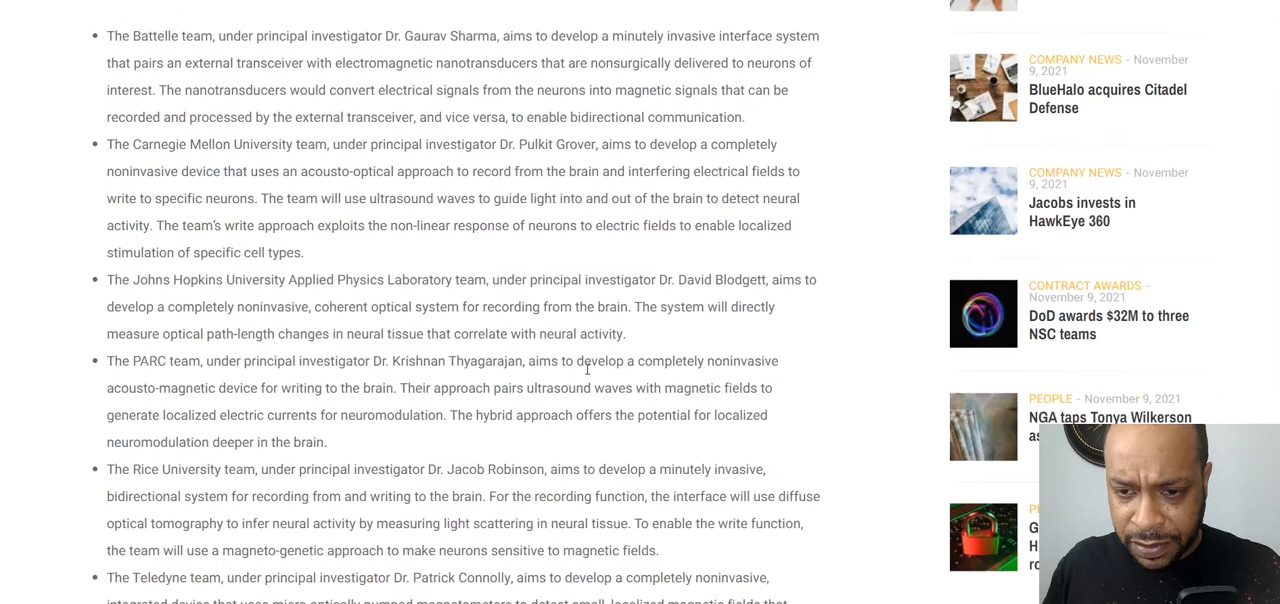 The Battelle team, under principal investigator Dr. Gaurav Sharma, aims to develop a minutely invasive interface system
that pairs an external transceiver with electromagnetic nanotransducers that are nonsurgically delivered to neurons of
interest. The nanotransducers would convert electrical signals from the neurons into magnetic signals that can be
recorded and processed by the external transceiver, and vice versa, to enable bidirectional communication.
The Carnegie Mellon University team, under principal investigator Dr. Pulkit Grover, aims to develop a completely
noninvasive device that uses an acousto-optical approach to record from the brain and interfering electrical fields to
write to specific neurons. The team will use ultrasound waves to guide light into and out of the brain to detect neural
activity. The team’s write approach exploits the non-linear response of neurons to electric fields to enable localized
stimulation of specific cell types.
The Johns Hopkins University Applied Physics Laboratory team, under principal investigator Dr. David Blodgett, aims to
develop a completely noninvasive, coherent optical system for recording from the brain. The system will directly
measure optical path-length changes in neural tissue that correlate with neural activity.
The PARC team, under principal investigator Dr. Krishnan Thyagarajan, aims to develop a completely noninvasive
acousto-magnetic device for writing to the brain. Their approach pairs ultrasound waves with magnetic fields to
generate localized electric currents for neuromodulation. The hybrid approach offers the potential for localized
neuromodulation deeper in the brain.
The Rice University team, under principal investigator Dr. Jacob Robinson, aims to develop a minutely invasive,
bidirectional system for recording from and writing to the brain. For the recording function, the interface will use diffuse
optical tomography to infer neural activity by measuring light scattering in neural tissue. To enable the write function,
the team will use a magneto-genetic approach to make neurons sensitive to magnetic fields.
The Teledyne team, under principal investigator Dr. Patrick Connolly, aims to develop a completely noninvasive,
integrated device that uses micro optically pumped magnetometers to detect small, localized magnetic fields that
COMPANY NEWS - November
9, 2021
BlueHalo acquires Citadel
Defense
COMPANY NEWS - November
9, 2021
Jacobs invests in
HawkEye 360
CONTRACT AWARDS -
November 9, 2021
DoD awards $32M to three
NSC teams
PEOPLE - November 9, 2021
NGA taps Tonya Wilkerson